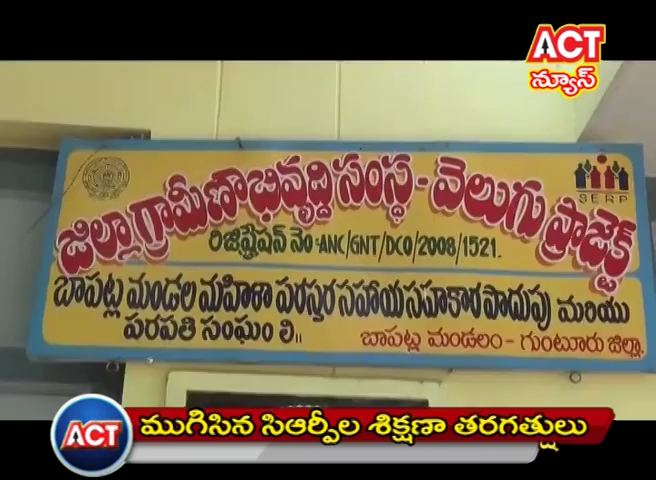 ACT
న్యూస్
జిల్లా గ్రామీణాభివృద్ది సంస్థ - వెలుగు ప్రాజెక్ట్
SERP
రిజిష్ట్రేషన్ నెం :ANC/GNT/DCO/2008/1521.
బాపట్ల మండల మహిళా పరస్పర సహాయ సహకార పొదుపు మరియు
పరపతి సంఘం లి..
బాపట్ల మండలం - గుంటూరు జిల్లా.
ACT
ముగిసిన సిఆర్పీల శిక్షణా తరగత్షులు